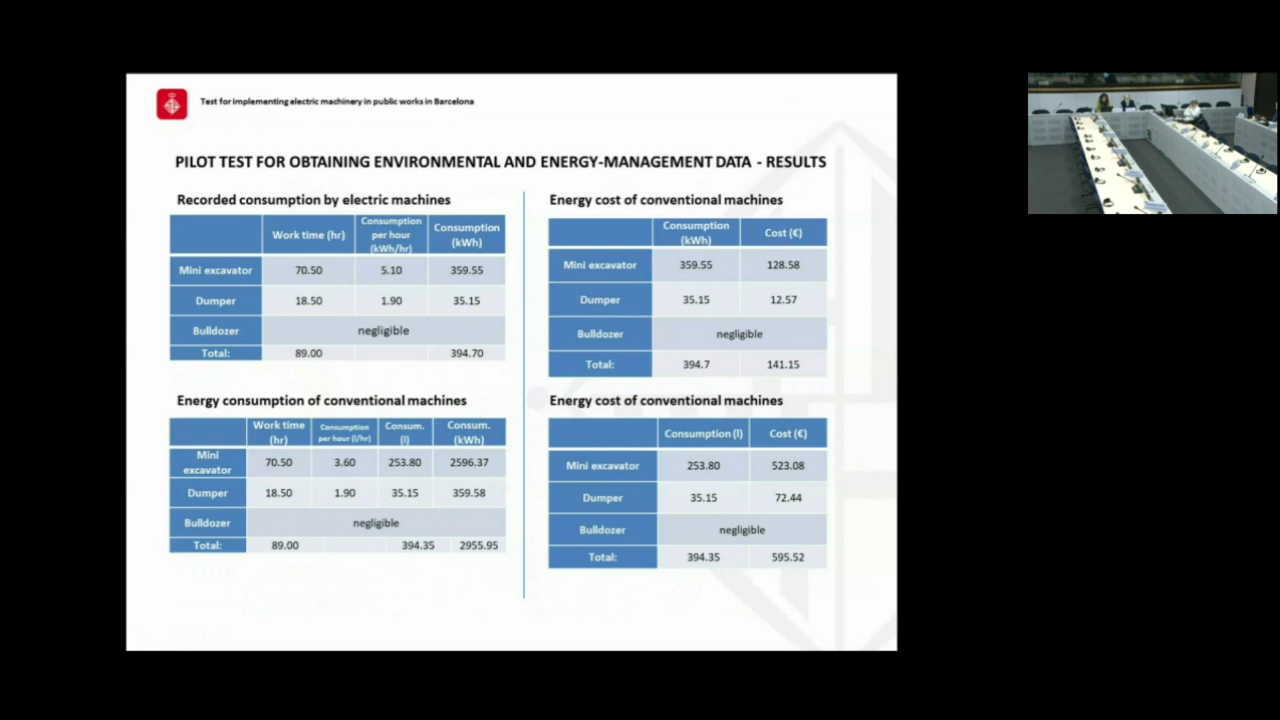 Test for implementing electric machinery in public works in Barcelona
PILOT TEST FOR OBTAINING ENVIRONMENTAL AND ENERGY-MANAGEMENT DATA - RESULTS
Recorded consumption by electric machines
Work time (hr) Consumption per hour (kWh/hr) Consumption (kWh)
Mini excavator 70.50 5.10 359.55
Dumper 18.50 1.90 35.15
Bulldozer negligible
Total: 89.00 394.70
Energy consumption of conventional machines
Work time (hr) Consumption per hour (l/hr) Consum. (l) Consum. (kWh)
Mini excavator 70.50 3.60 253.80 2596.37
Dumper 18.50 1.90 35.15 359.58
Bulldozer negligible
Total: 89.00 394.35 2955.95
Energy cost of conventional machines
Consumption (kWh) Cost (€)
Mini excavator 359.55 128.58
Dumper 35.15 12.57
Bulldozer negligible
Total: 394.7 141.15
Energy cost of conventional machines
Consumption (l) Cost (€)
Mini excavator 253.80 523.08
Dumper 35.15 72.44
Bulldozer negligible
Total: 394.35 595.52